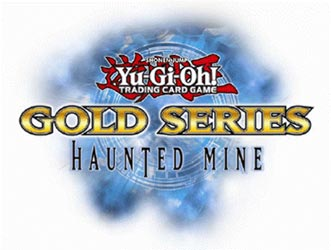 SHONEN JUMP
Yu-Gi-Oh!
TRADING CARD GAME
GOLD SERIES
HAUNTED MINE